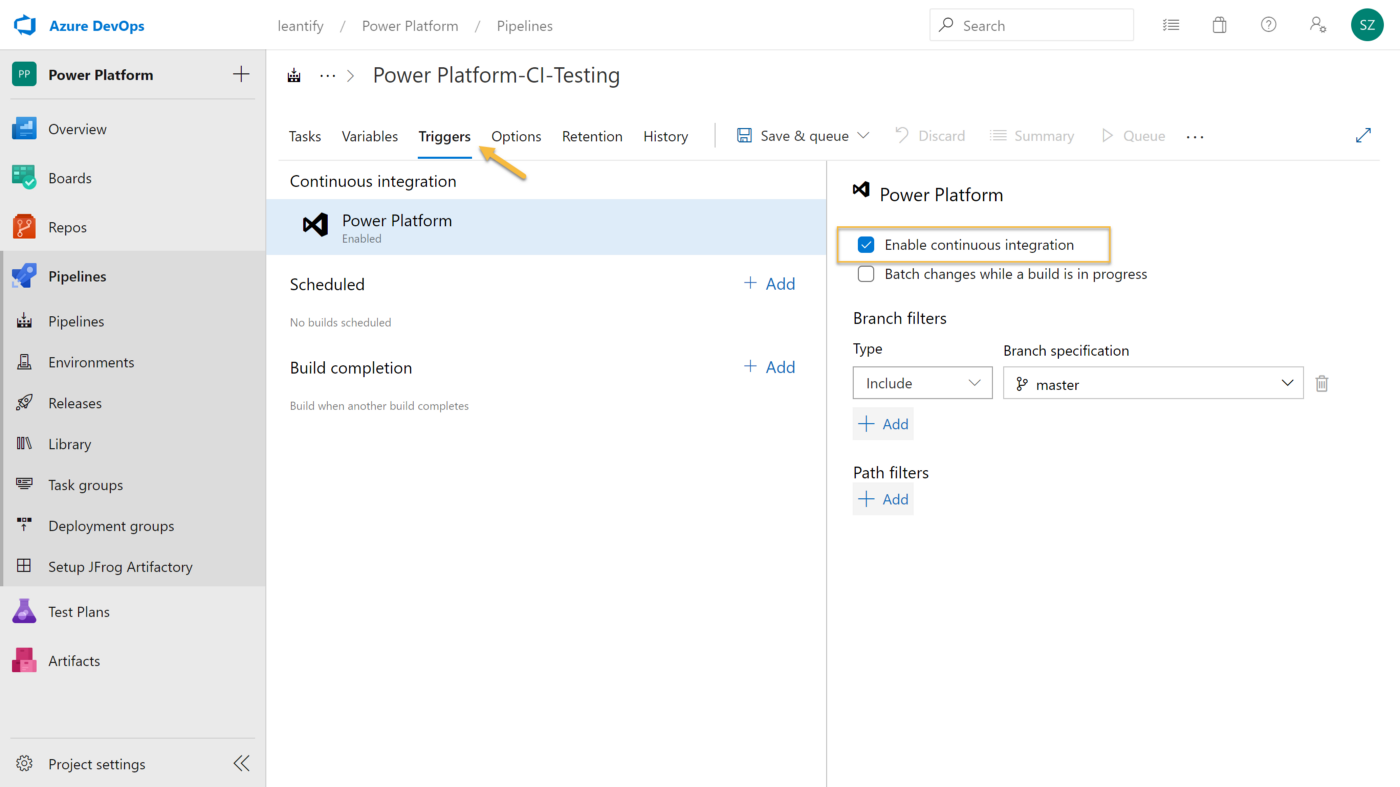 Azure DevOps
leantify / Power Platform / Pipelines
Search
SZ
PP Power Platform
Overview
Boards
Repos
Pipelines
Pipelines
Environments
Releases
Library
Task groups
Deployment groups
Setup JFrog Artifactory
Test Plans
Artifacts
Project settings
··· > Power Platform-CI-Testing
Tasks Variables Triggers Options Retention History Save & queue Discard Summary Queue ···
Continuous integration
Power Platform
Enabled
Scheduled + Add
No builds scheduled
Build completion + Add
Build when another build completes
Power Platform
Enable continuous integration
Batch changes while a build is in progress
Branch filters
Type Branch specification
Include master
+ Add
Path filters
+ Add